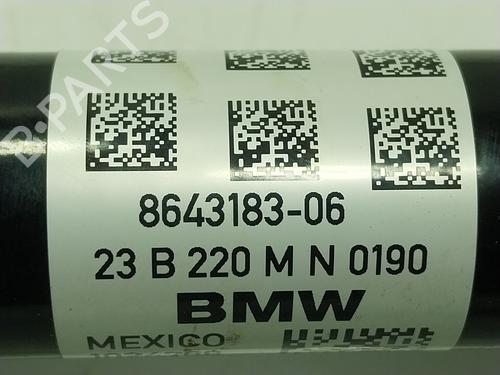 B-PARTS
8643183-06
23 B 220 M N 0190
BMW
MEXICO